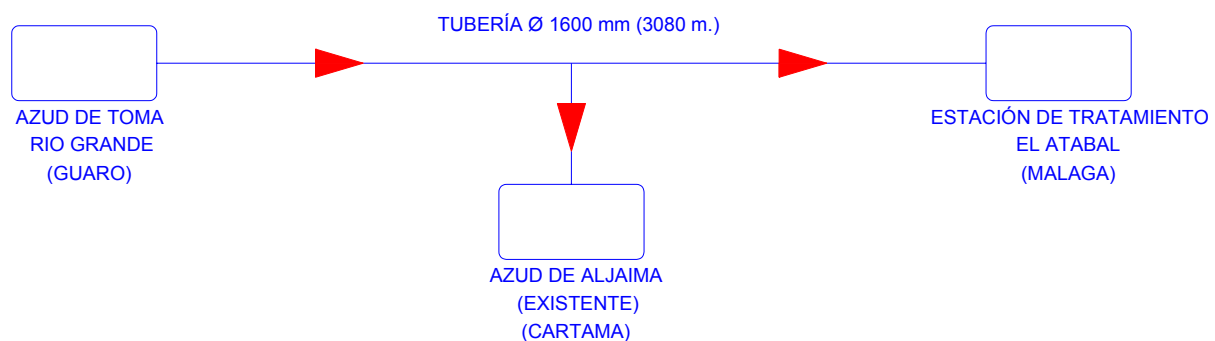 TUBERÍA Ø 1600 mm (3080 m.)
AZUD DE TOMA
RIO GRANDE
(GUARO)
ESTACIÓN DE TRATAMIENTO
EL ATABAL
(MALAGA)
AZUD DE ALJAIMA
(EXISTENTE)
(CARTAMA)